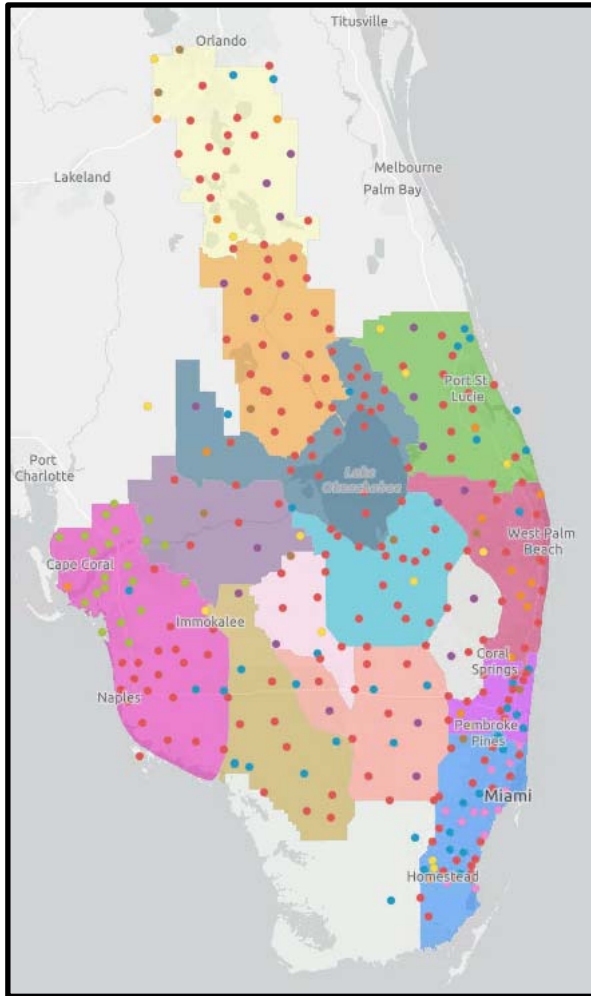 Titusville
Orlando
Melbourne
Lakeland
Palm Bay
Port St
Lucie
Port
Charlotte
Lake
Okeechobee
West Palm
Beach
Cape Coral
Immokalee
Coral
Springs
Naples
Pembroke
Pines
Miami
Homestead